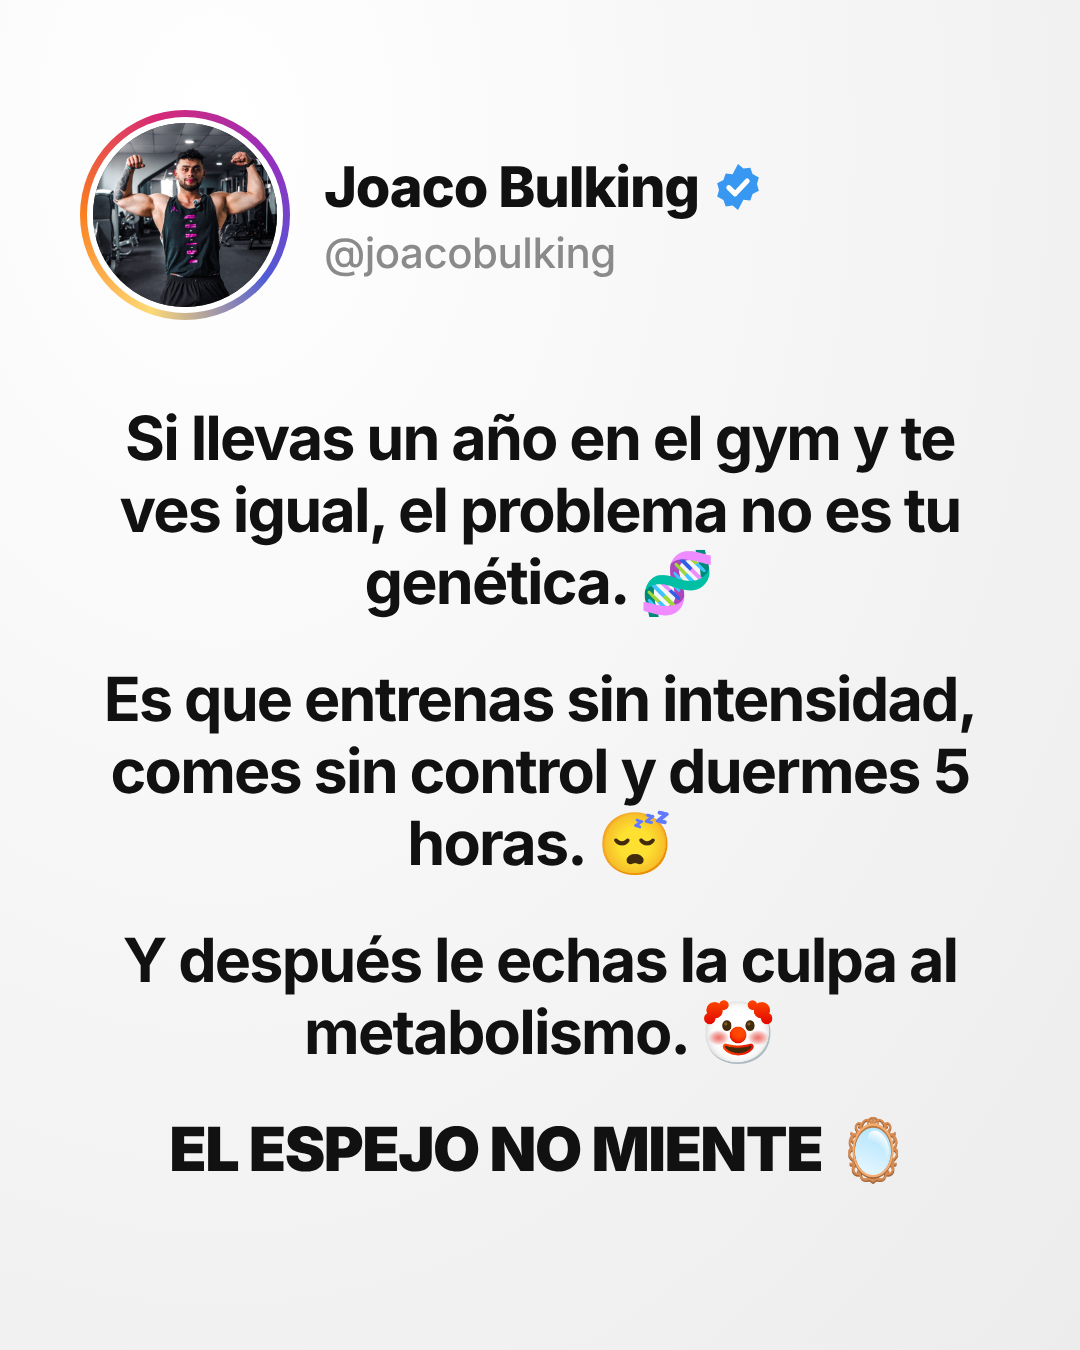 Joaco Bulking
@joacobulking
Si llevas un año en el gym y te
ves igual, el problema no es tu
genética. 🧬
Es que entrenas sin intensidad,
comes sin control y duermes 5
horas. 😴
Y después le echas la culpa al
metabolismo. 🤡
EL ESPEJO NO MIENTE 🪞